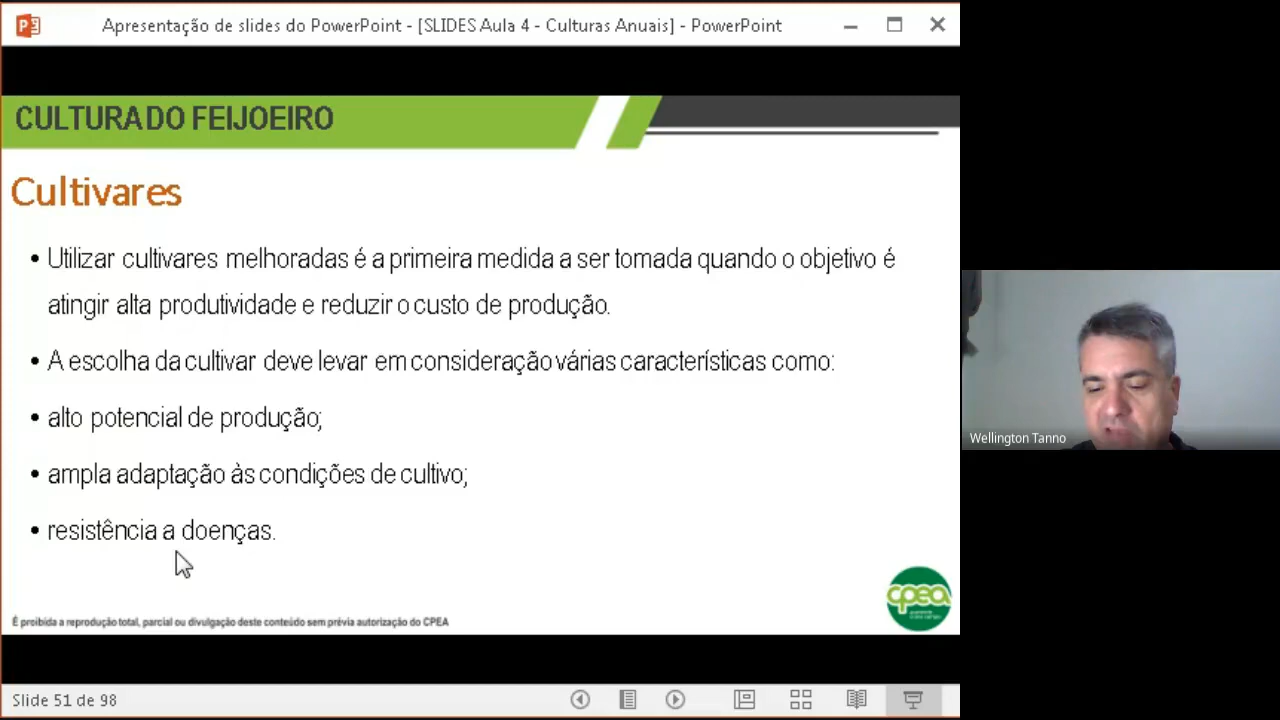 Apresentação de slides do PowerPoint - [SLIDES Aula 4 - Culturas Anuais] - PowerPoint
CULTURA DO FEIJOEIRO
Cultivares
• Utilizar cultivares melhoradas é a primeira medida a ser tomada quando o objetivo é
atingir alta produtividade e reduzir o custo de produção.
• A escolha da cultivar deve levar em consideração várias características como:
• alto potencial de produção;
• ampla adaptação às condições de cultivo;
• resistência a doenças.
Wellington Tanno
cpea
É proibida a reprodução total, parcial ou divulgação deste conteúdo sem prévia autorização do CPEA
Slide 51 de 98